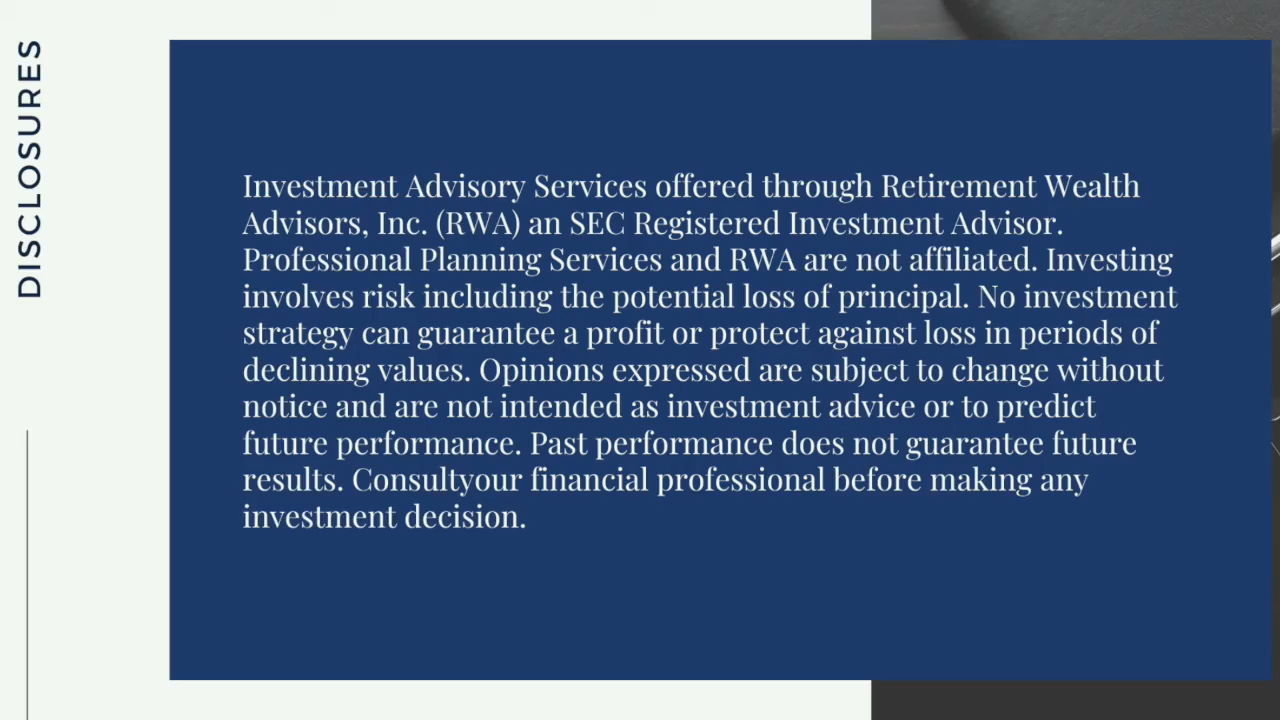 DISCLOSURES
Investment Advisory Services offered through Retirement Wealth
Advisors, Inc. (RWA) an SEC Registered Investment Advisor.
Professional Planning Services and RWA are not affiliated. Investing
involves risk including the potential loss of principal. No investment
strategy can guarantee a profit or protect against loss in periods of
declining values. Opinions expressed are subject to change without
notice and are not intended as investment advice or to predict
future performance. Past performance does not guarantee future
results. Consultyour financial professional before making any
investment decision.